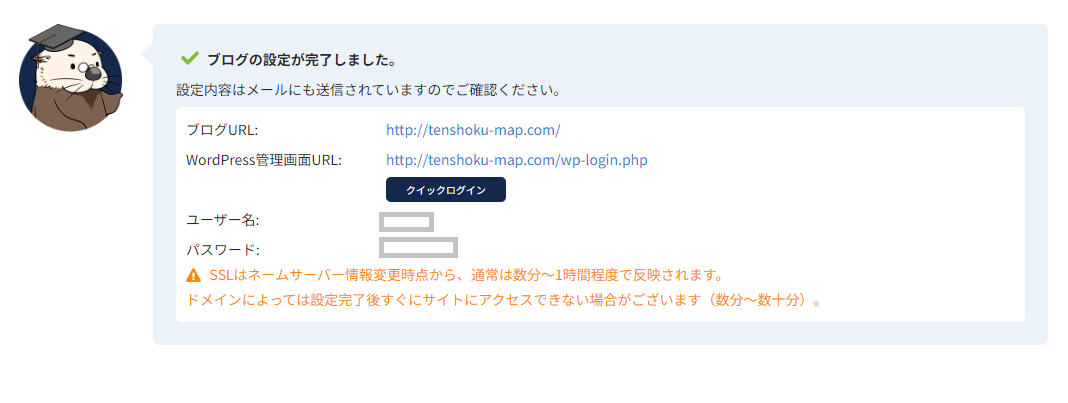 ブログの設定が完了しました。
設定内容はメールにも送信されていますのでご確認ください。
ブログURL: http://tenshoku-map.com/
WordPress管理画面URL: http://tenshoku-map.com/wp-login.php
クイックログイン
ユーザー名:
パスワード:
SSLはネームサーバー情報変更時点から、通常は数分～1時間程度で反映されます。
ドメインによっては設定完了後すぐにサイトにアクセスできない場合がございます（数分～数十分）。